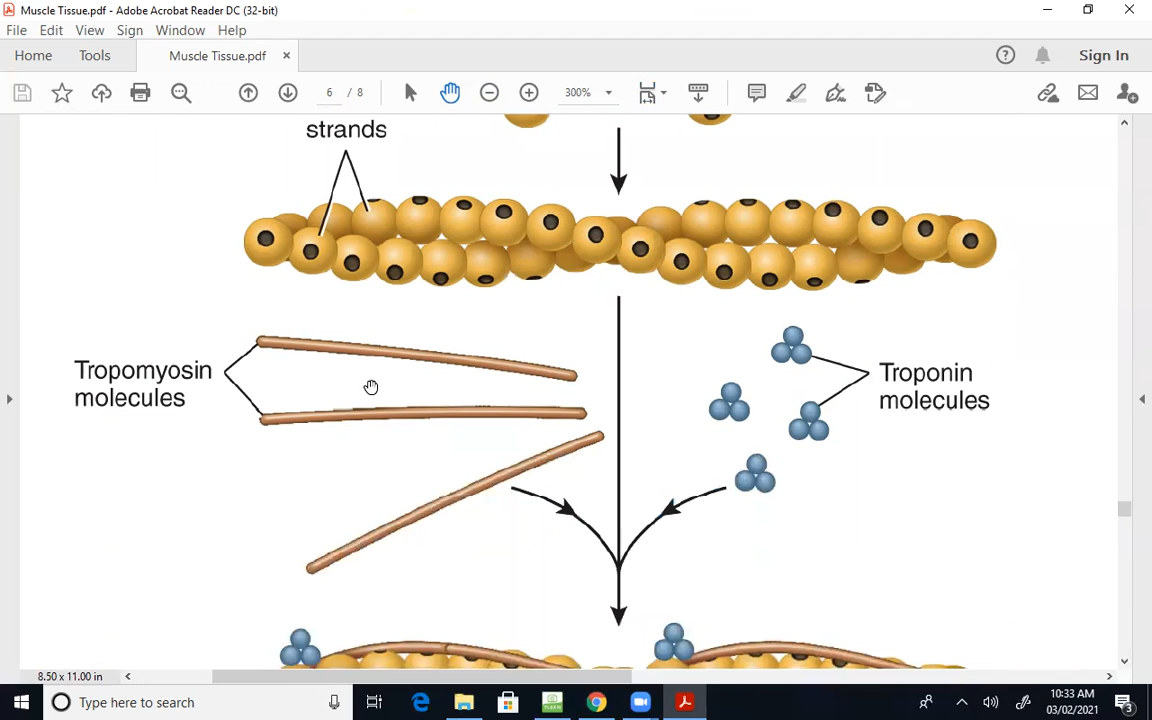 Muscle Tissue.pdf - Adobe Acrobat Reader DC (32-bit)
File Edit View Sign Window Help
Home Tools Muscle Tissue.pdf × Sign In
6 / 8 300%
strands
Tropomyosin
molecules
Troponin
molecules
8.50 x 11.00 in
Type here to search
10:33 AM
03/02/2021
3